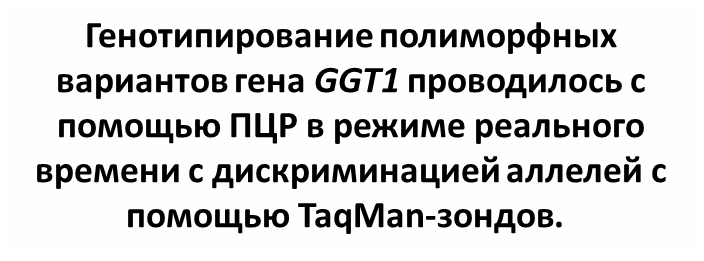 Генотипирование полиморфных
вариантов гена GGT1 проводилось с
помощью ПЦР в режиме реального
времени с дискриминацией аллелей с
помощью TaqMan-зондов.